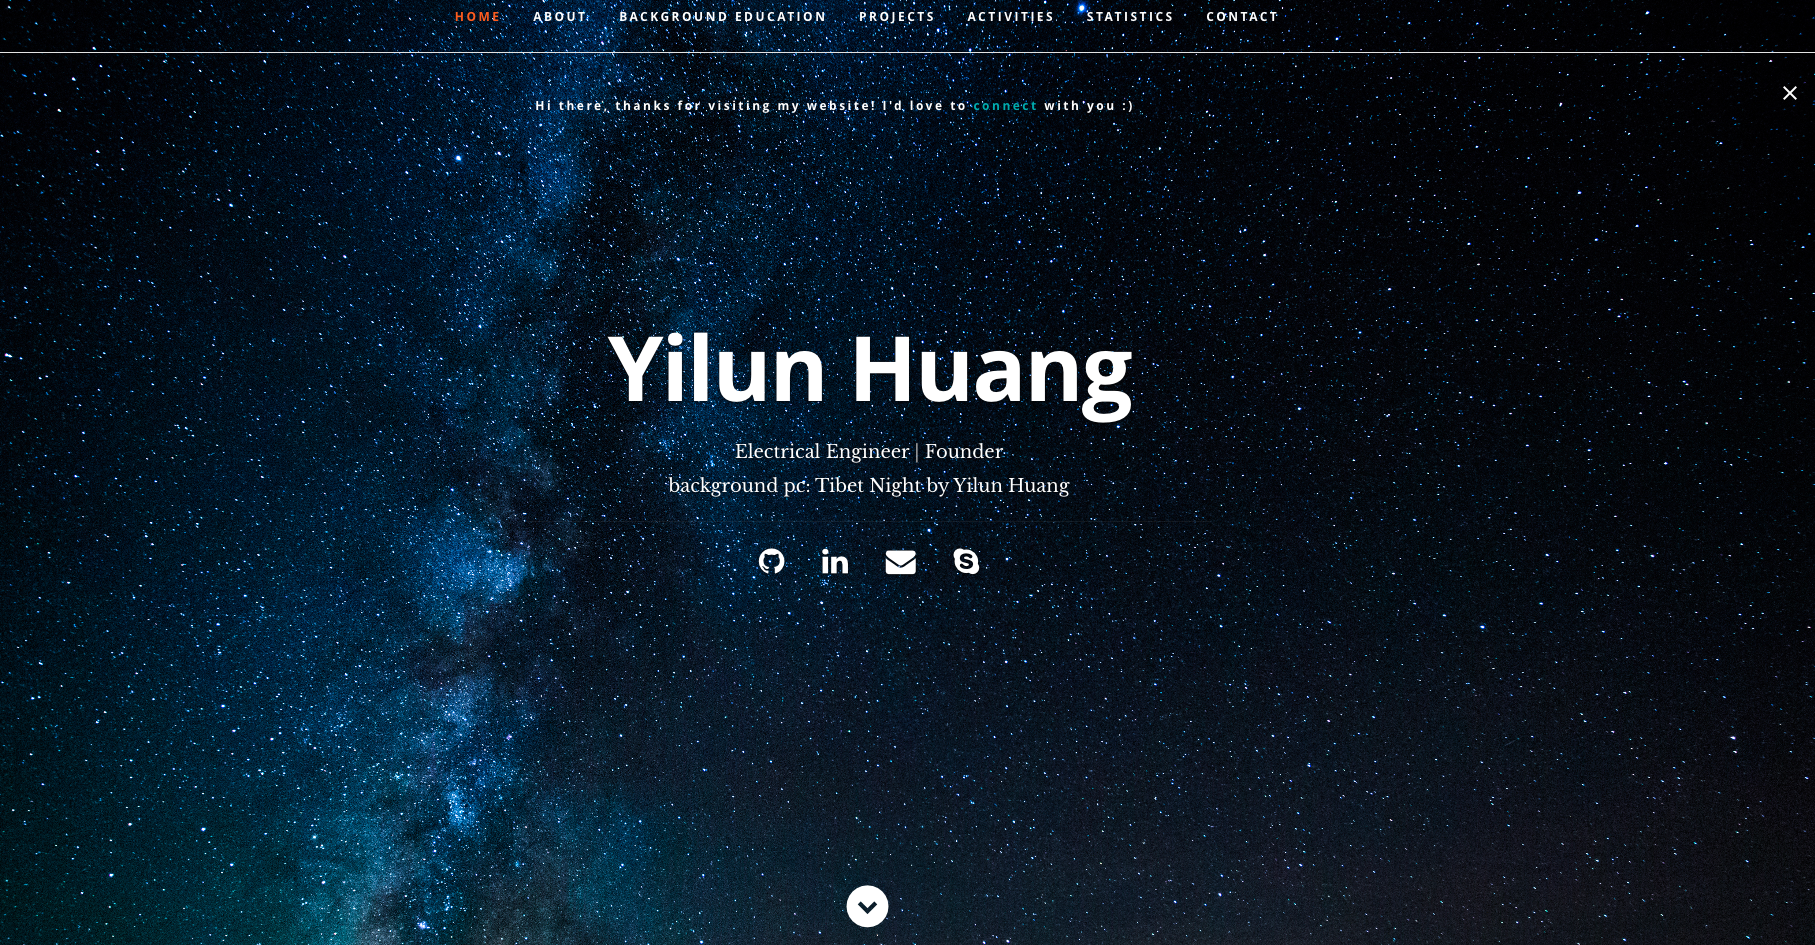 HOME ABOUT BACKGROUND EDUCATION PROJECTS ACTIVITIES STATISTICS CONTACT
Hi there, thanks for visiting my website! I'd love to connect with you :)
Yilun Huang
Electrical Engineer | Founder
background pc: Tibet Night by Yilun Huang